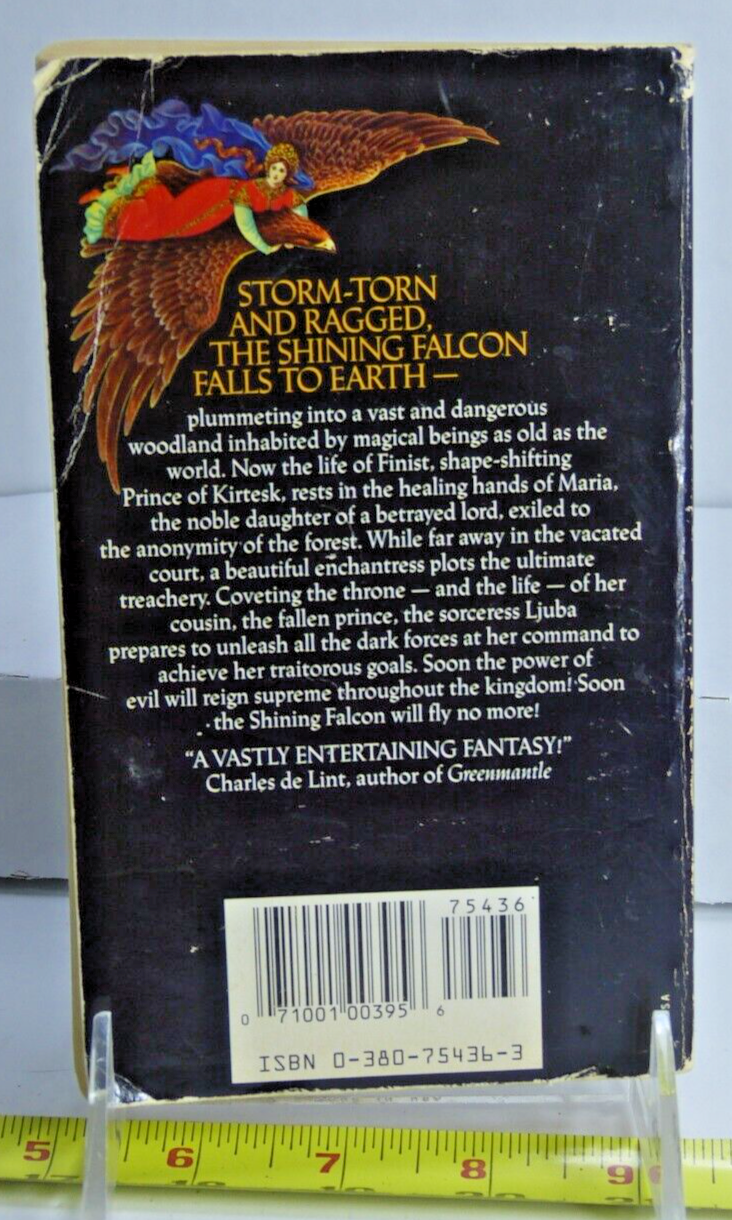 STORM-TORN
AND RAGGED,
THE SHINING FALCON
FALLS TO EARTH —
plummeting into a vast and dangerous
woodland inhabited by magical beings as old as the
world. Now the life of Finist, shape-shifting
Prince of Kirtesk, rests in the healing hands of Maria,
the noble daughter of a betrayed lord, exiled to
the anonymity of the forest. While far away in the vacated
court, a beautiful enchantress plots the ultimate
treachery. Coveting the throne — and the life — of her
cousin, the fallen prince, the sorceress Ljuba
prepares to unleash all the dark forces at her command to
achieve her traitorous goals. Soon the power of
evil will reign supreme throughout the kingdom! Soon
the Shining Falcon will fly no more!
“A VASTLY ENTERTAINING FANTASY!”
Charles de Lint, author of Greenmantle
75436
0 71001 00395 6
ISBN 0-380-75436-3
5 6 7 8 9